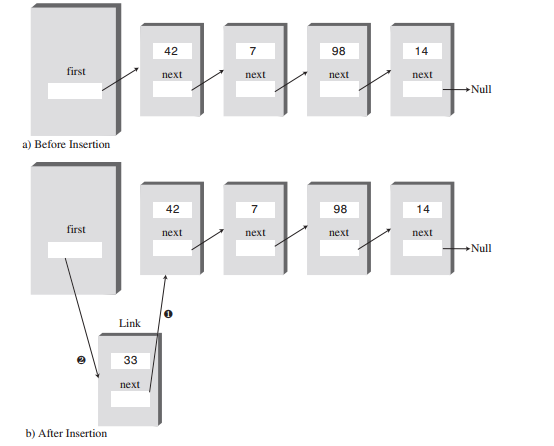 42 7 98 14
first next next next next
Null
a) Before Insertion
42 7 98 14
first next next next next
Null
❶
Link
❷ 33
next
b) After Insertion